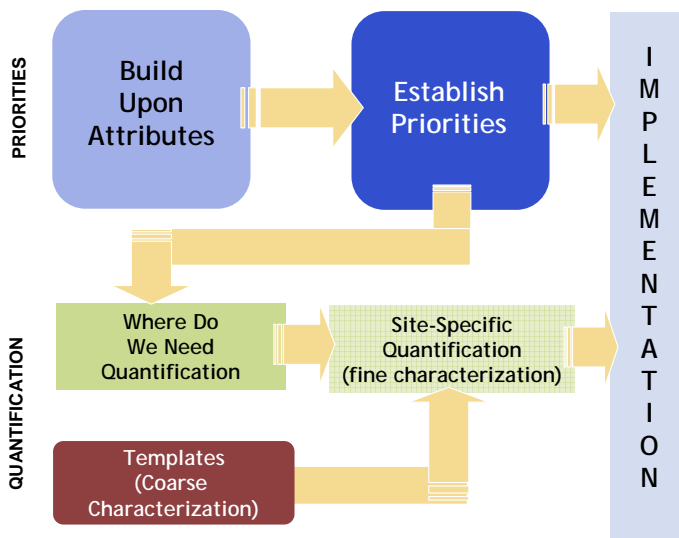 PRIORITIES
Build
Upon
Attributes
Establish
Priorities
QUANTIFICATION
Where Do
We Need
Quantification
Site-Specific
Quantification
(fine characterization)
Templates
(Coarse
Characterization)
I
M
P
L
E
M
E
N
T
A
T
I
O
N